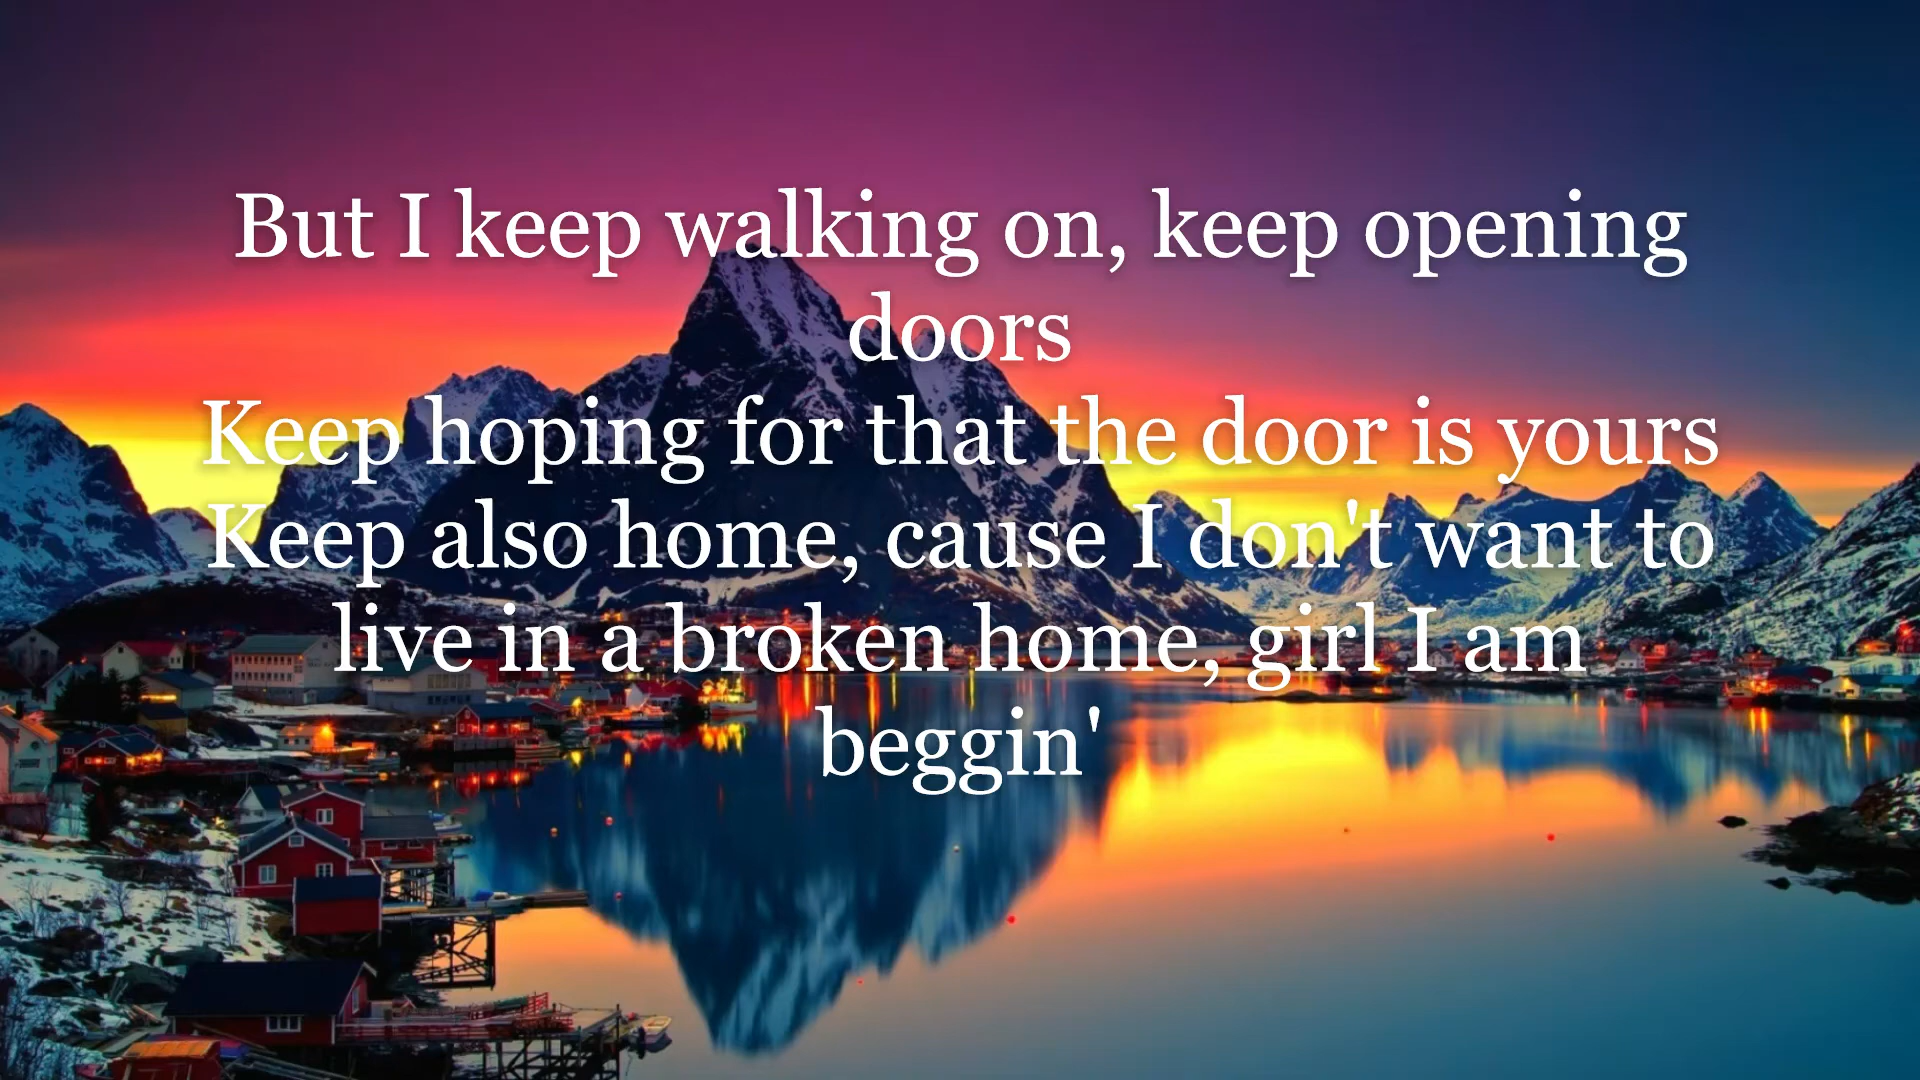 But I keep walking on, keep opening
doors
Keep hoping for that the door is yours
Keep also home, cause I don't want to
live in a broken home, girl I am
beggin'